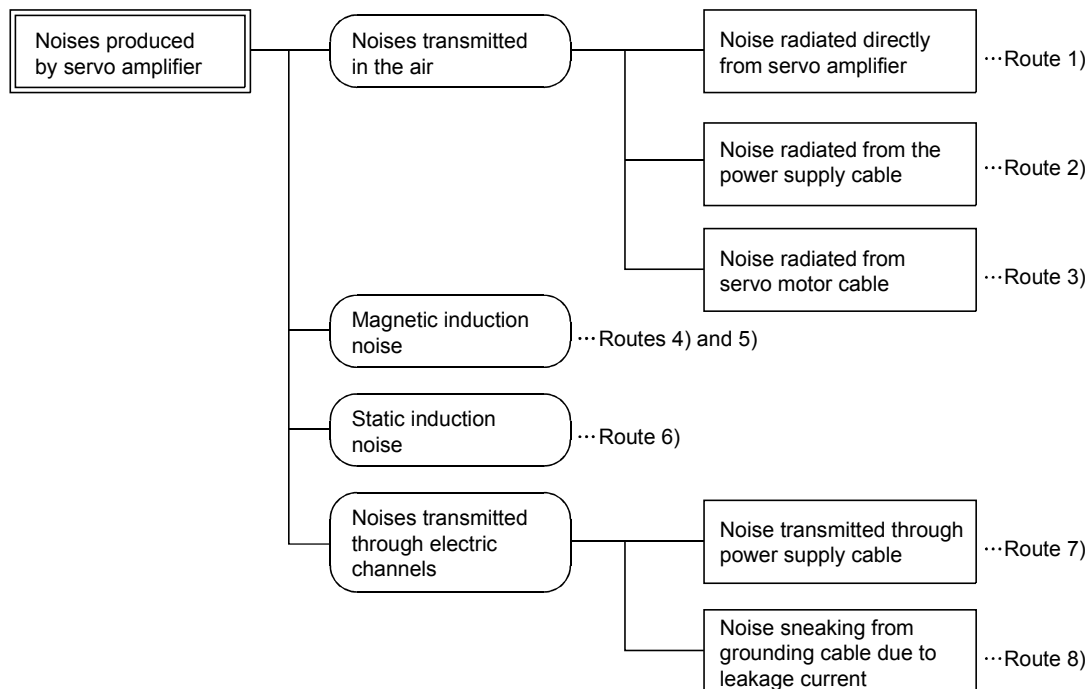 Noises produced
by servo amplifier
Noises transmitted
in the air
Noise radiated directly
from servo amplifier
···Route 1)
Noise radiated from the
power supply cable
···Route 2)
Noise radiated from
servo motor cable
···Route 3)
Magnetic induction
noise
···Routes 4) and 5)
Static induction
noise
···Route 6)
Noises transmitted
through electric
channels
Noise transmitted through
power supply cable
···Route 7)
Noise sneaking from
grounding cable due to
leakage current
···Route 8)